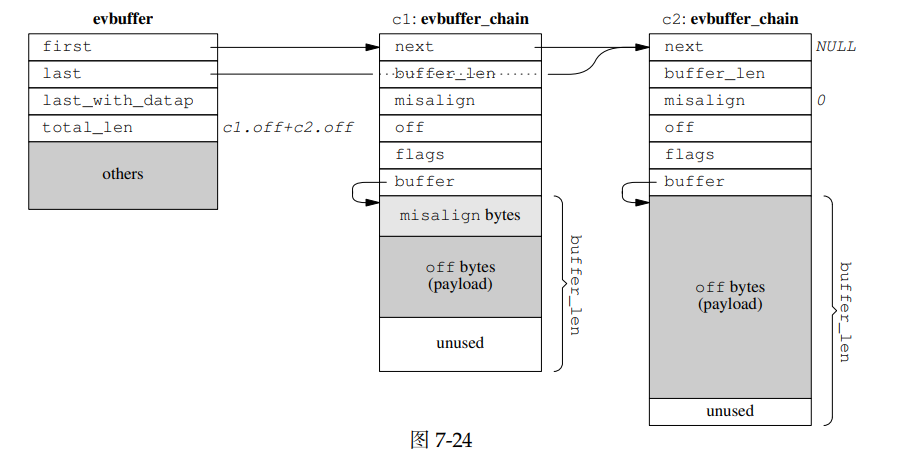 evbuffer
first
last
last_with_datap
total_len
c1.off+c2.off
others
c1: evbuffer_chain
next
buffer_len
misalign
off
flags
buffer
misalign bytes
off bytes
(payload)
unused
buffer_len
c2: evbuffer_chain
next
NULL
buffer_len
misalign
0
off
flags
buffer
off bytes
(payload)
unused
buffer_len
图 7-24